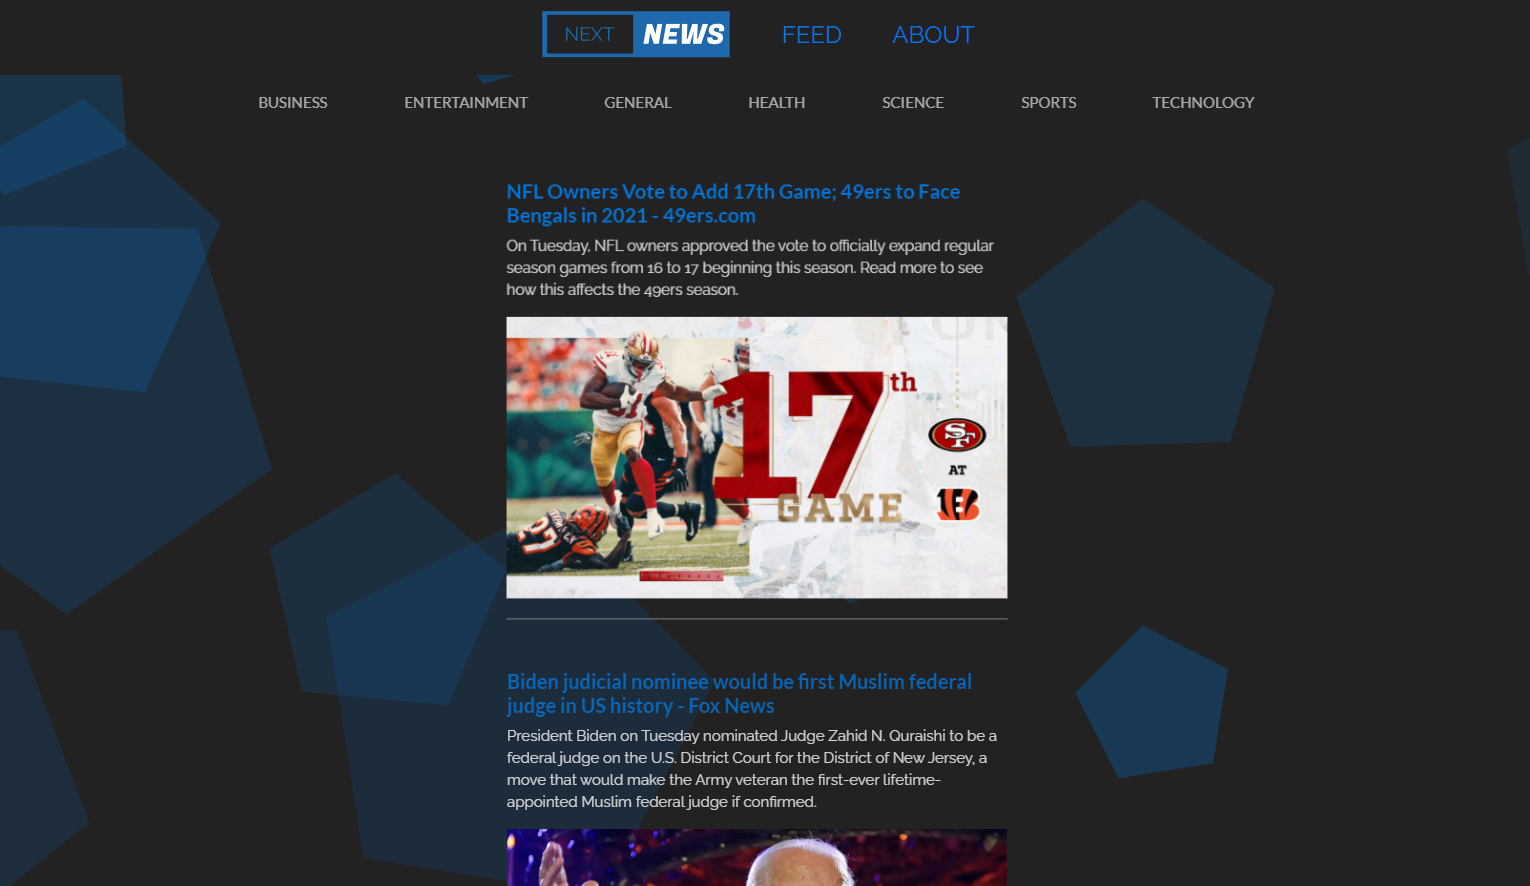 NEXT NEWS FEED ABOUT
BUSINESS ENTERTAINMENT GENERAL HEALTH SCIENCE SPORTS TECHNOLOGY
NFL Owners Vote to Add 17th Game; 49ers to Face
Bengals in 2021 - 49ers.com
On Tuesday, NFL owners approved the vote to officially expand regular
season games from 16 to 17 beginning this season. Read more to see
how this affects the 49ers season.
17th
GAME
SF
AT
B
27
Biden judicial nominee would be first Muslim federal
judge in US history - Fox News
President Biden on Tuesday nominated Judge Zahid N. Quraishi to be a
federal judge on the U.S. District Court for the District of New Jersey, a
move that would make the Army veteran the first-ever lifetime-
appointed Muslim federal judge if confirmed.